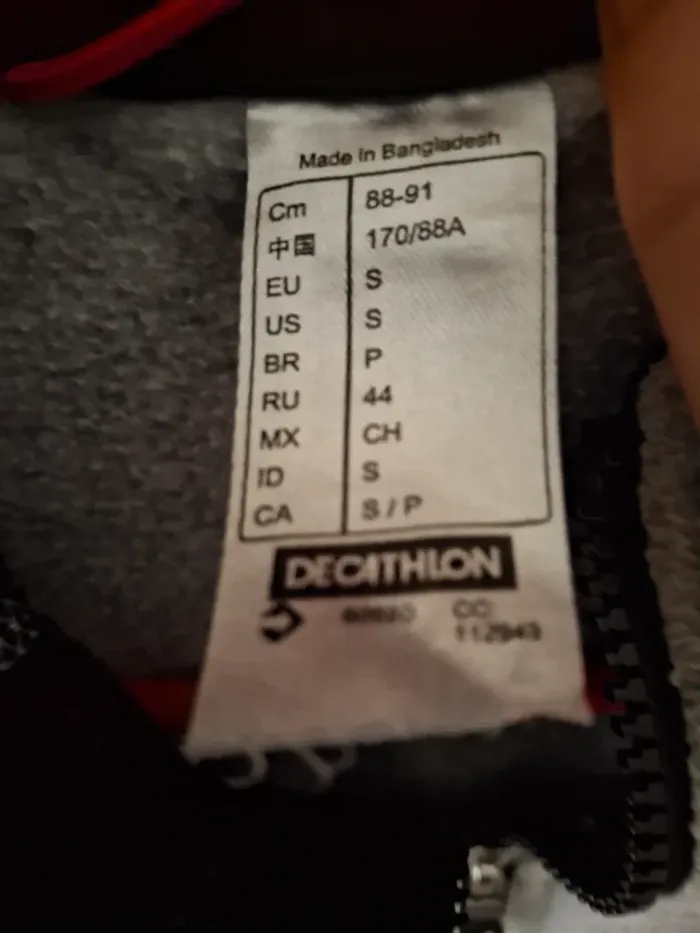 Made in Bangladesh
Cm 88-91
中国 170/88A
EU S
US S
BR P
RU 44
MX CH
ID S
CA S / P
DECATHLON
CC: